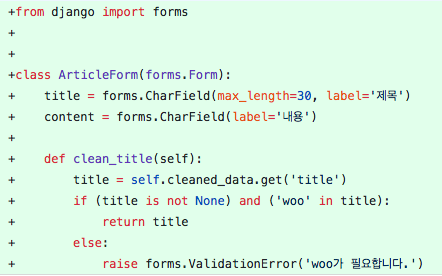 +from django import forms
+
+
+class ArticleForm(forms.Form):
+    title = forms.CharField(max_length=30, label='제목')
+    content = forms.CharField(label='내용')
+
+    def clean_title(self):
+        title = self.cleaned_data.get('title')
+        if (title is not None) and ('woo' in title):
+            return title
+        else:
+            raise forms.ValidationError('woo가 필요합니다.')